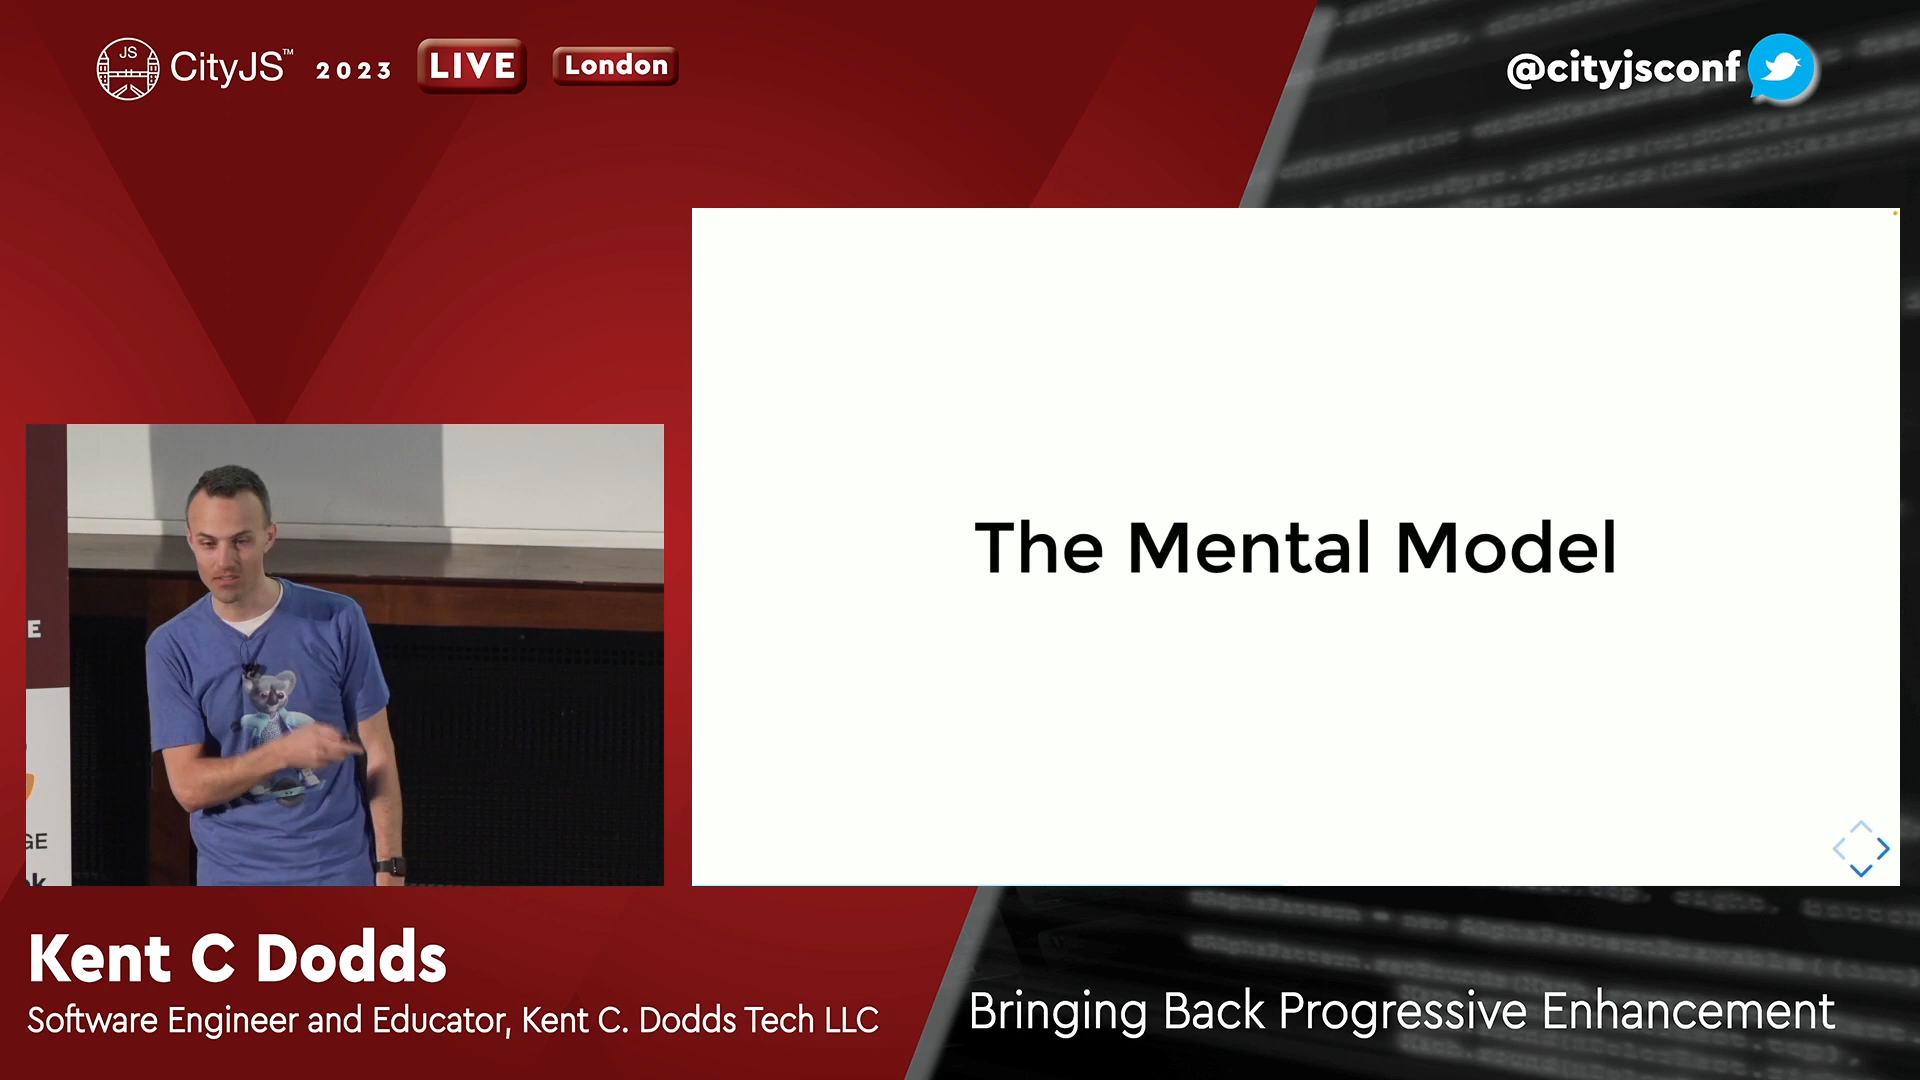 JS
CityJS™ 2023 LIVE London
@cityjsconf
The Mental Model
E
GE
Kent C Dodds
Software Engineer and Educator, Kent C. Dodds Tech LLC
Bringing Back Progressive Enhancement